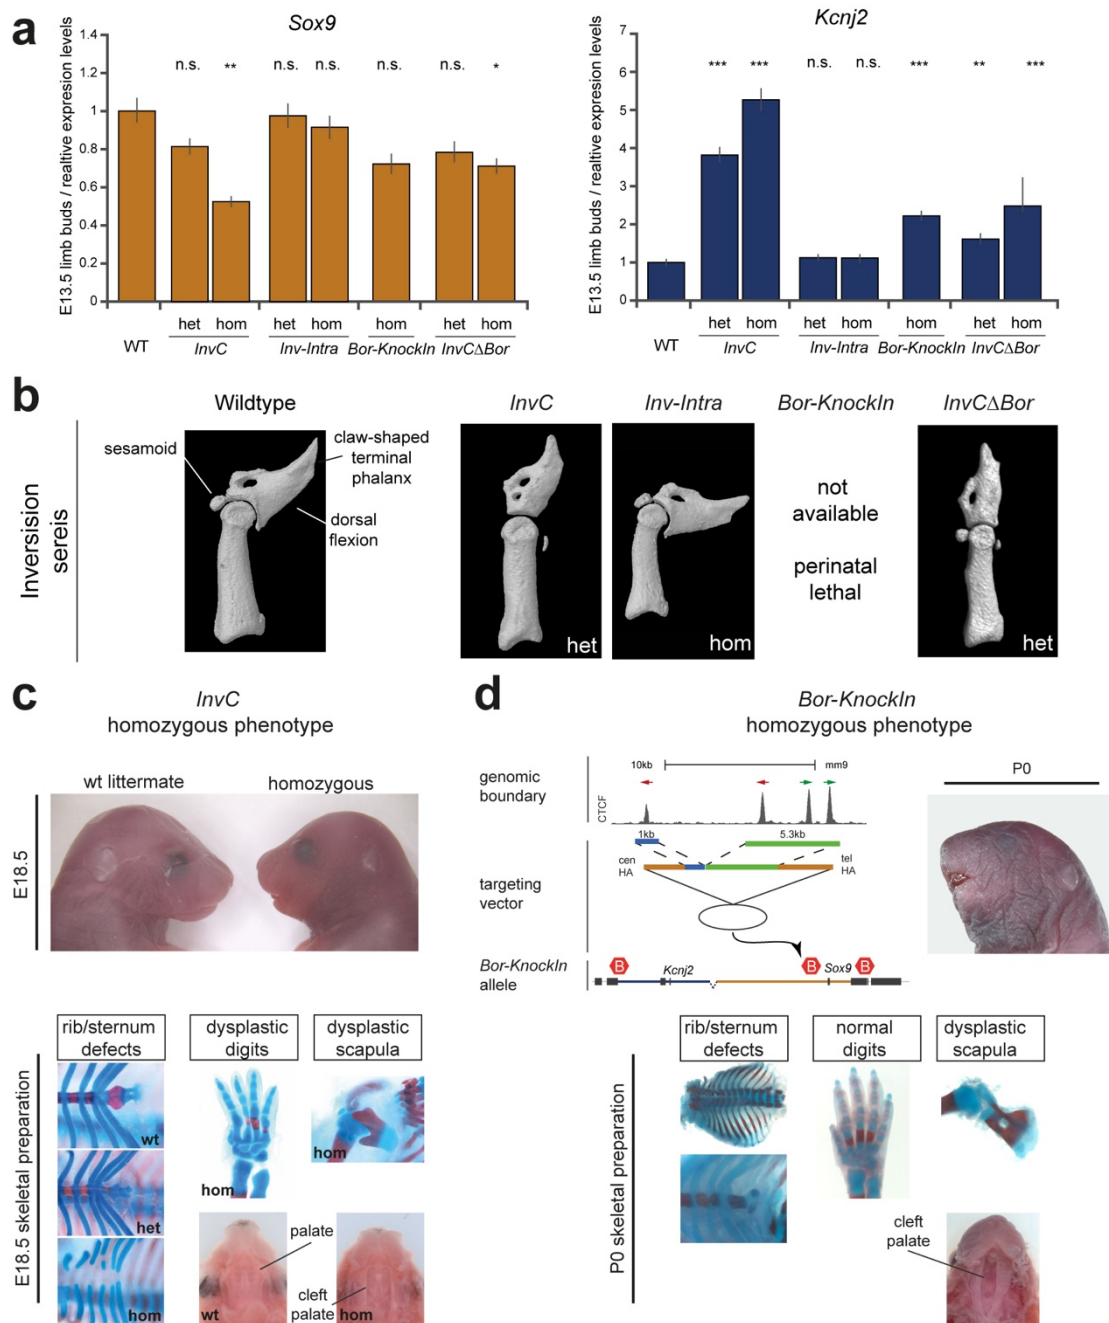 a
Sox9
E13.5 limb buds / realtive expresion levels
1.4
1.2
1
0.8
0.6
0.4
0.2
0
n.s.
**
n.s.
n.s.
n.s.
n.s.
*
WT
het
hom
het
hom
hom
het
hom
InvC
Inv-Intra
Bor-KnockIn
InvCΔBor
Kcnj2
E13.5 limb buds / realtive expression levels
7
6
5
4
3
2
1
0
***
***
n.s.
n.s.
***
**
***
WT
het
hom
het
hom
hom
het
hom
InvC
Inv-Intra
Bor-KnockIn
InvCΔBor
b
Inversision
sereis
Wildtype
sesamoid
claw-shaped
terminal
phalanx
dorsal
flexion
InvC
het
Inv-Intra
hom
Bor-KnockIn
not
available
perinatal
lethal
InvCΔBor
het
c
InvC
homozygous phenotype
wt littermate
homozygous
E18.5
E18.5 skeletal preparation
rib/sternum
defects
wt
het
hom
dysplastic
digits
hom
dysplastic
scapula
hom
palate
wt
cleft
palate
hom
d
Bor-KnockIn
homozygous phenotype
genomic
boundary
10kb
mm9
CTCF
1kb
5.3kb
targeting
vector
cen
HA
tel
HA
Bor-KnockIn
allele
B
Kcnj2
B
Sox9
B
P0
P0 skeletal preparation
rib/sternum
defects
normal
digits
dysplastic
scapula
cleft
palate